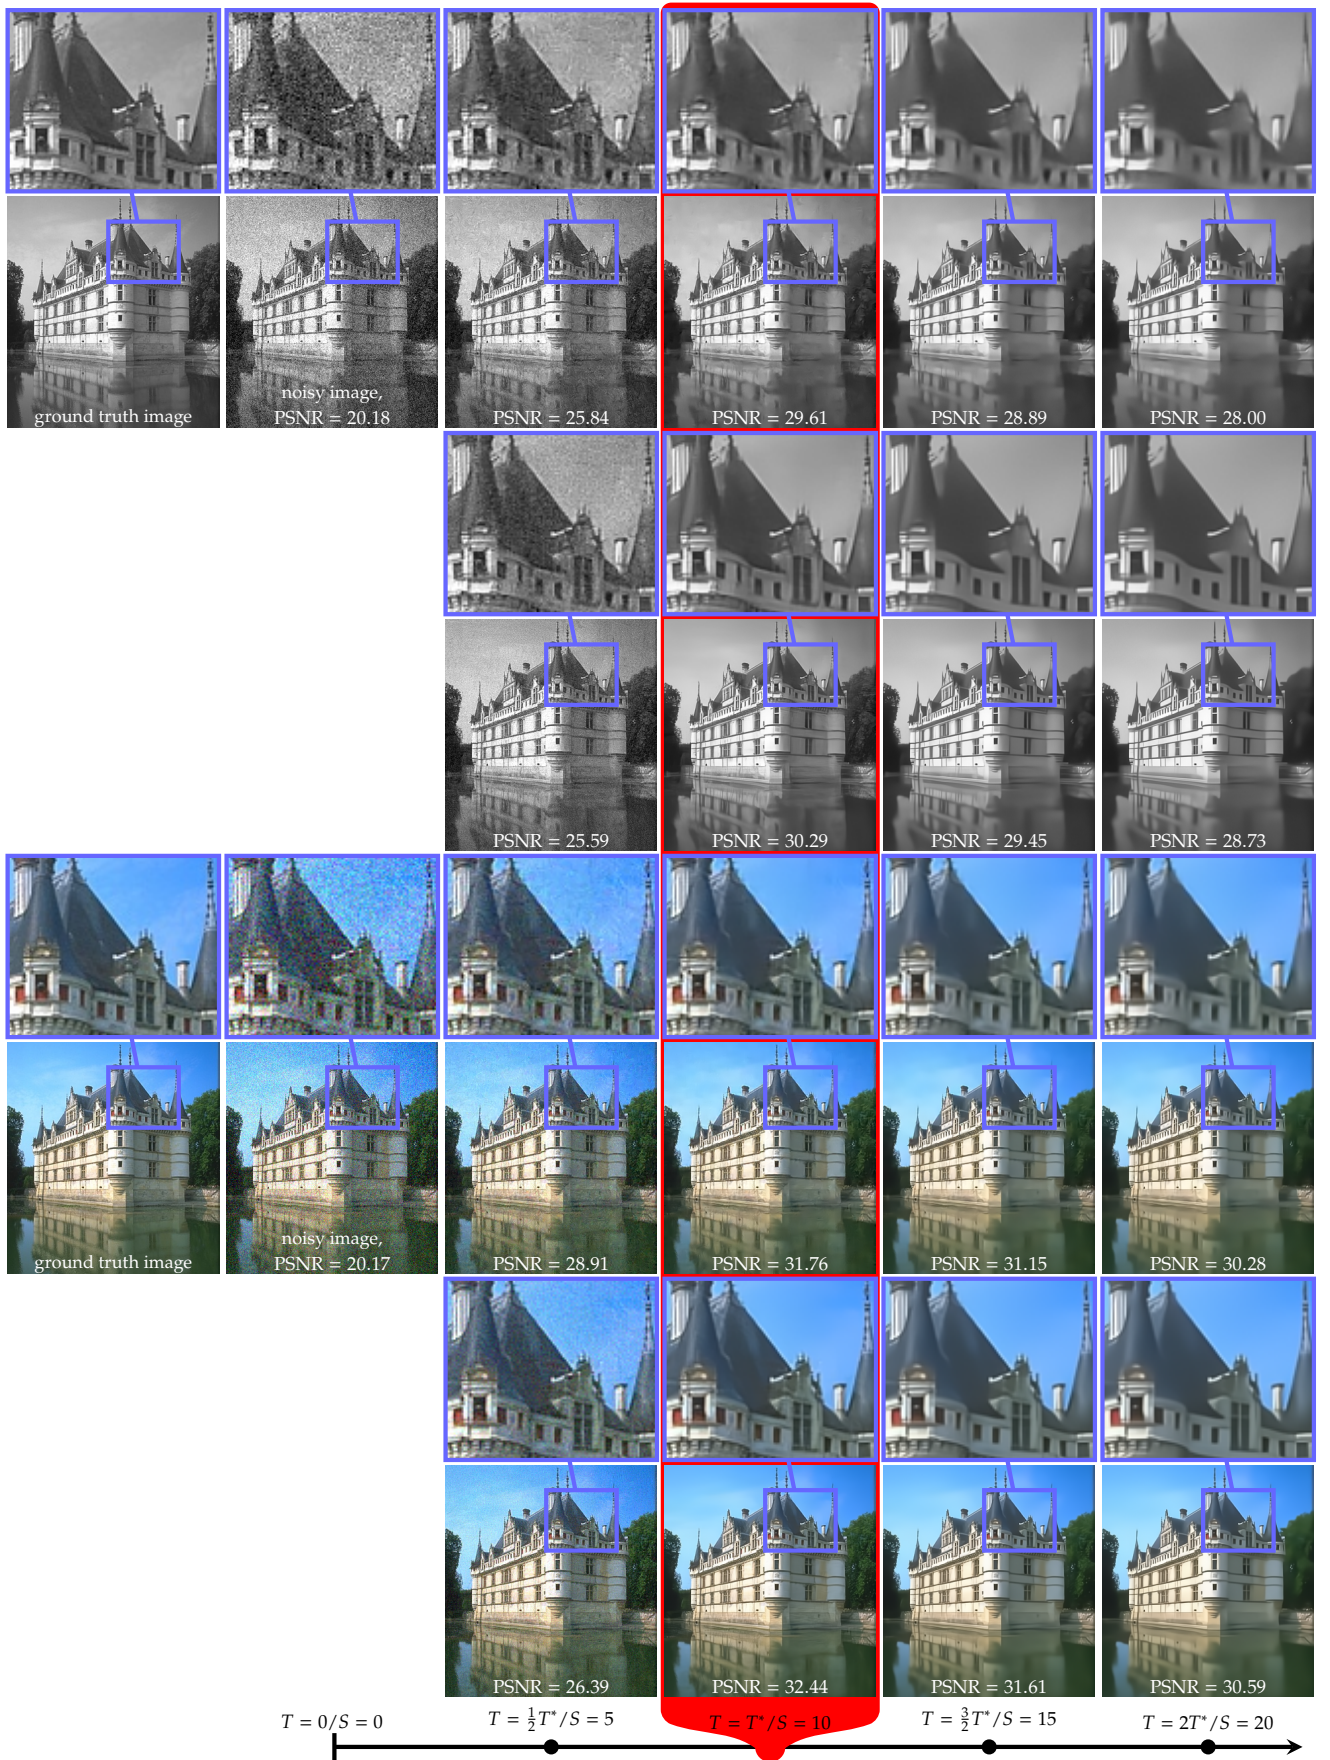 ground truth image
noisy image,
PSNR = 20.18
PSNR = 25.84
PSNR = 29.61
PSNR = 28.89
PSNR = 28.00
PSNR = 25.59
PSNR = 30.29
PSNR = 29.45
PSNR = 28.73
ground truth image
noisy image,
PSNR = 20.17
PSNR = 28.91
PSNR = 31.76
PSNR = 31.15
PSNR = 30.28
PSNR = 26.39
PSNR = 32.44
PSNR = 31.61
PSNR = 30.59
T = 0/S = 0
T = ½T*/S = 5
T = T*/S = 10
T = 3/2 T*/S = 15
T = 2T*/S = 20